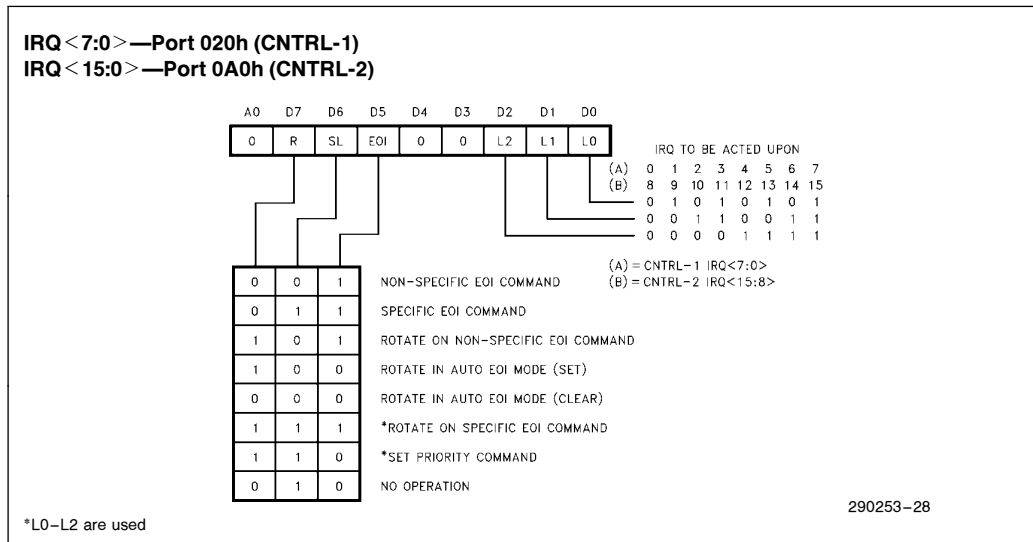 IRQ<7:0>—Port 020h (CNTRL-1)
IRQ<15:0>—Port 0A0h (CNTRL-2)
A0 D7 D6 D5 D4 D3 D2 D1 D0
0 R SL EOI 0 0 L2 L1 L0
IRQ TO BE ACTED UPON
(A) 0 1 2 3 4 5 6 7
(B) 8 9 10 11 12 13 14 15
0 1 0 1 0 1 0 1
0 0 1 1 0 0 1 1
0 0 0 0 1 1 1 1
(A) = CNTRL-1 IRQ<7:0>
(B) = CNTRL-2 IRQ<15:8>
0 0 1 NON-SPECIFIC EOI COMMAND
0 1 1 SPECIFIC EOI COMMAND
1 0 1 ROTATE ON NON-SPECIFIC EOI COMMAND
1 0 0 ROTATE IN AUTO EOI MODE (SET)
0 0 0 ROTATE IN AUTO EOI MODE (CLEAR)
1 1 1 *ROTATE ON SPECIFIC EOI COMMAND
1 1 0 *SET PRIORITY COMMAND
0 1 0 NO OPERATION
290253-28
*L0-L2 are used